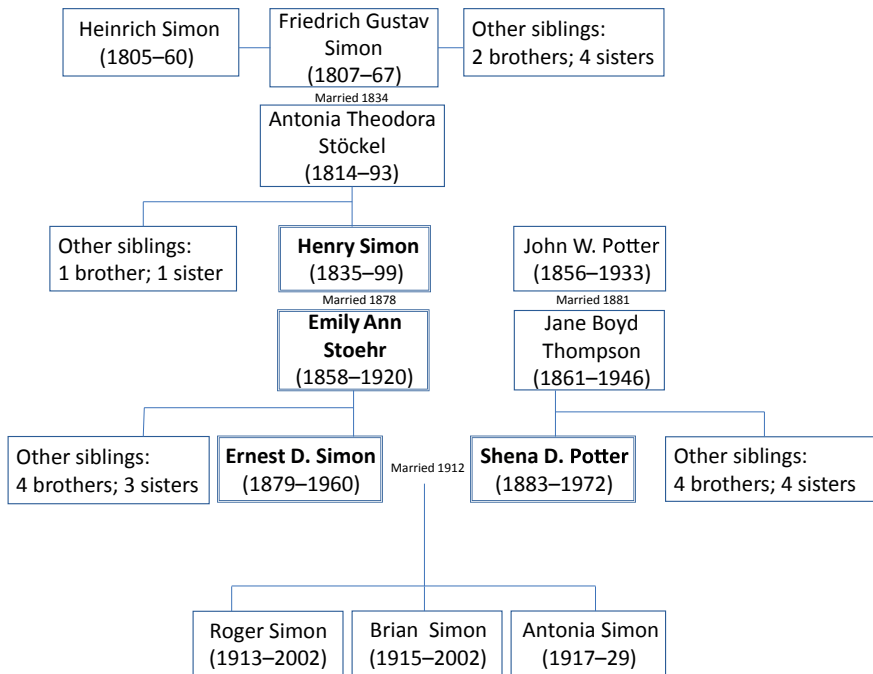 Heinrich Simon
(1805–60)
Friedrich Gustav
Simon
(1807–67)
Other siblings:
2 brothers; 4 sisters
Married 1834
Antonia Theodora
Stöckel
(1814–93)
Other siblings:
1 brother; 1 sister
Henry Simon
(1835–99)
John W. Potter
(1856–1933)
Married 1878
Married 1881
Emily Ann
Stoehr
(1858–1920)
Jane Boyd
Thompson
(1861–1946)
Other siblings:
4 brothers; 3 sisters
Ernest D. Simon
(1879–1960)
Married 1912
Shena D. Potter
(1883–1972)
Other siblings:
4 brothers; 4 sisters
Roger Simon
(1913–2002)
Brian Simon
(1915–2002)
Antonia Simon
(1917–29)